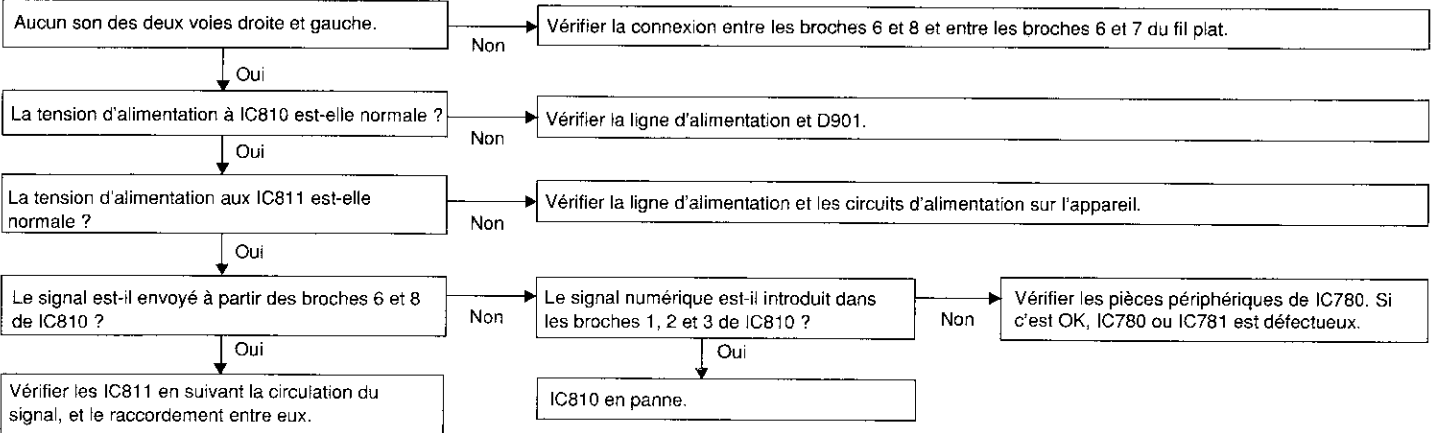 Aucun son des deux voies droite et gauche.
Non
Vérifier la connexion entre les broches 6 et 8 et entre les broches 6 et 7 du fil plat.
Oui
La tension d'alimentation à IC810 est-elle normale ?
Non
Vérifier la ligne d'alimentation et D901.
Oui
La tension d'alimentation aux IC811 est-elle
normale ?
Non
Vérifier la ligne d'alimentation et les circuits d'alimentation sur l'appareil.
Oui
Le signal est-il envoyé à partir des broches 6 et 8
de IC810 ?
Non
Le signal numérique est-il introduit dans
les broches 1, 2 et 3 de IC810 ?
Non
Vérifier les pièces périphériques de IC780. Si
c'est OK, IC780 ou IC781 est défectueux.
Oui
Oui
Vérifier les IC811 en suivant la circulation du
signal, et le raccordement entre eux.
IC810 en panne.